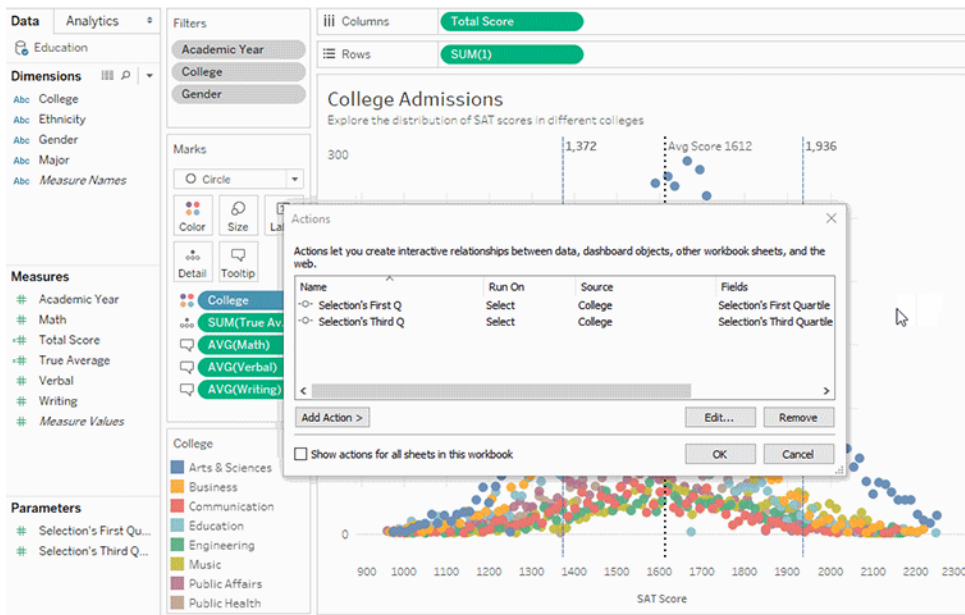 Data Analytics
Education
Dimensions
Abc College
Abc Ethnicity
Abc Gender
Abc Major
Abc Measure Names
Measures
# Academic Year
# Math
# Total Score
# True Average
# Verbal
# Writing
# Measure Values
Parameters
# Selection's First Qu...
# Selection's Third Q...
Filters
Academic Year
College
Gender
Marks
Circle
Color Size
Detail Tooltip
College
SUM(True Av..
AVG(Math)
AVG(Verbal)
AVG(Writing)
College
Arts & Sciences
Business
Communication
Education
Engineering
Music
Public Affairs
Public Health
Columns Total Score
Rows SUM(1)
College Admissions
Explore the distribution of SAT scores in different colleges
1,372 Avg Score 1612 1,936
300
Actions
Actions let you create interactive relationships between data, dashboard objects, other workbook sheets, and the
web.
Name Run On Source Fields
Selection's First Q Select College Selection's First Quartile
Selection's Third Q Select College Selection's Third Quartile
Add Action > Edit... Remove
Show actions for all sheets in this workbook OK Cancel
0
900 1000 1100 1200 1300 1400 1500 1600 1700 1800 1900 2000 2100 2200 2300
SAT Score